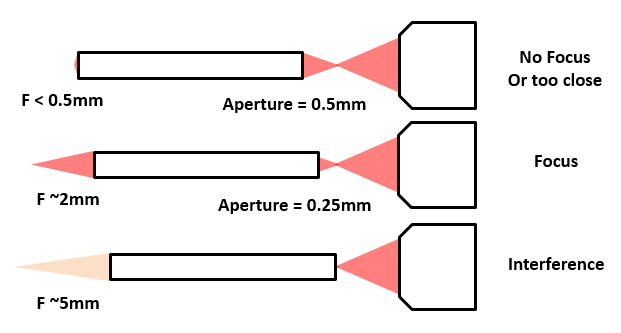 No Focus
Or too close
F < 0.5mm
Aperture = 0.5mm
Focus
F ~2mm
Aperture = 0.25mm
Interference
F ~5mm